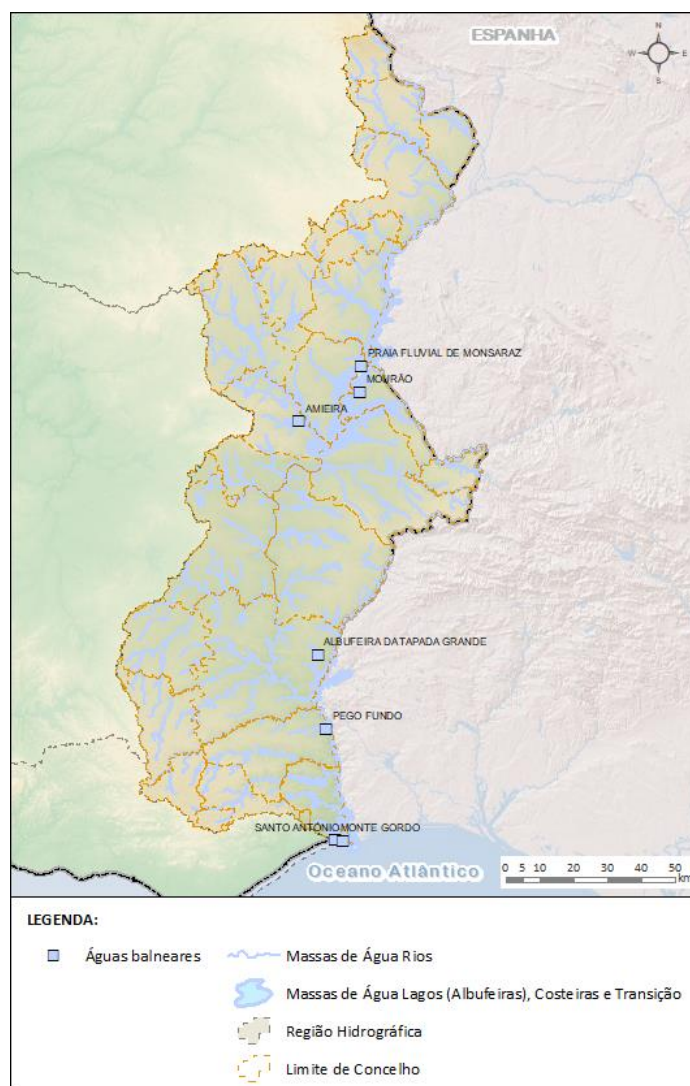 ESPANHA
N
W E
S
PRAIA FLUVIAL DE MONSARAZ
MOURÃO
AMIEIRA
ALBUFEIRA DA TAPADA GRANDE
PEGO FUNDO
SANTO ANTÓNIO MONTE GORDO
Oceano Atlântico
0 5 10 20 30 40 50
km
LEGENDA:
Águas balneares
Massas de Água Rios
Massas de Água Lagos (Albufeiras), Costeiras e Transição
Região Hidrográfica
Limite de Concelho